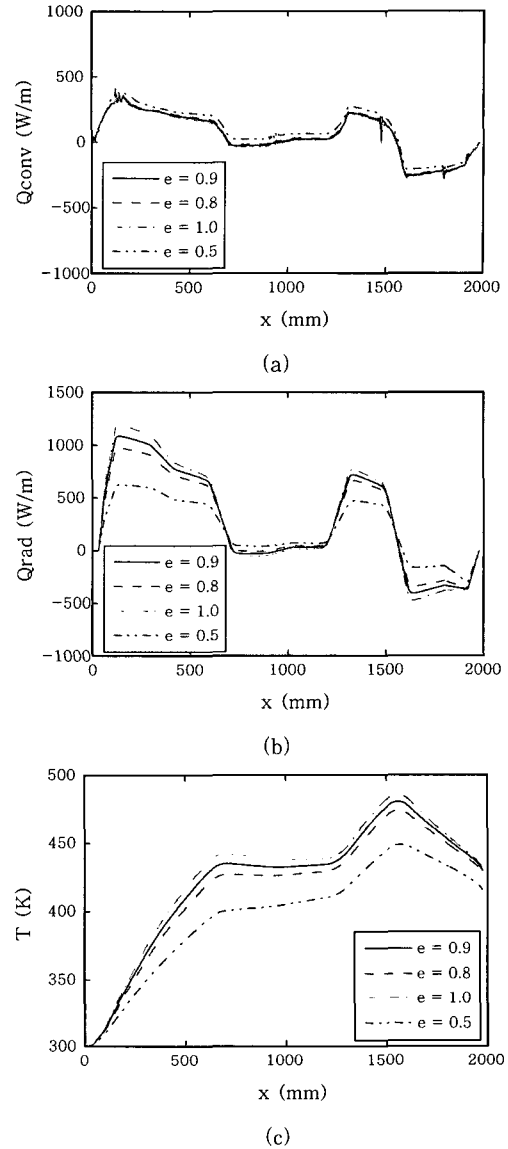 1000
500
0
−500
−1000
Qconv (W/m)
e = 0.9
e = 0.8
e = 1.0
e = 0.5
0 500 1000 1500 2000
x (mm)
(a)
1500
1000
500
0
−500
−1000
Qrad (W/m)
e = 0.9
e = 0.8
e = 1.0
e = 0.5
0 500 1000 1500 2000
x (mm)
(b)
500
450
400
350
300
T (K)
e = 0.9
e = 0.8
e = 1.0
e = 0.5
0 500 1000 1500 2000
x (mm)
(c)